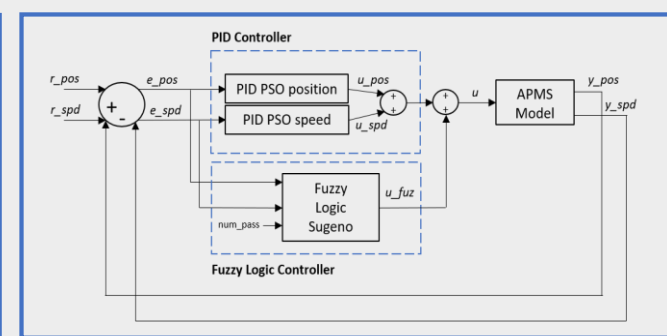 PID Controller
r_pos
e_pos
PID PSO position
u_pos
r_spd
e_spd
PID PSO speed
u_spd
+
-
+
+
+
+
u
APMS
Model
y_pos
y_spd
Fuzzy
Logic
Sugeno
num_pass
u_fuz
Fuzzy Logic Controller